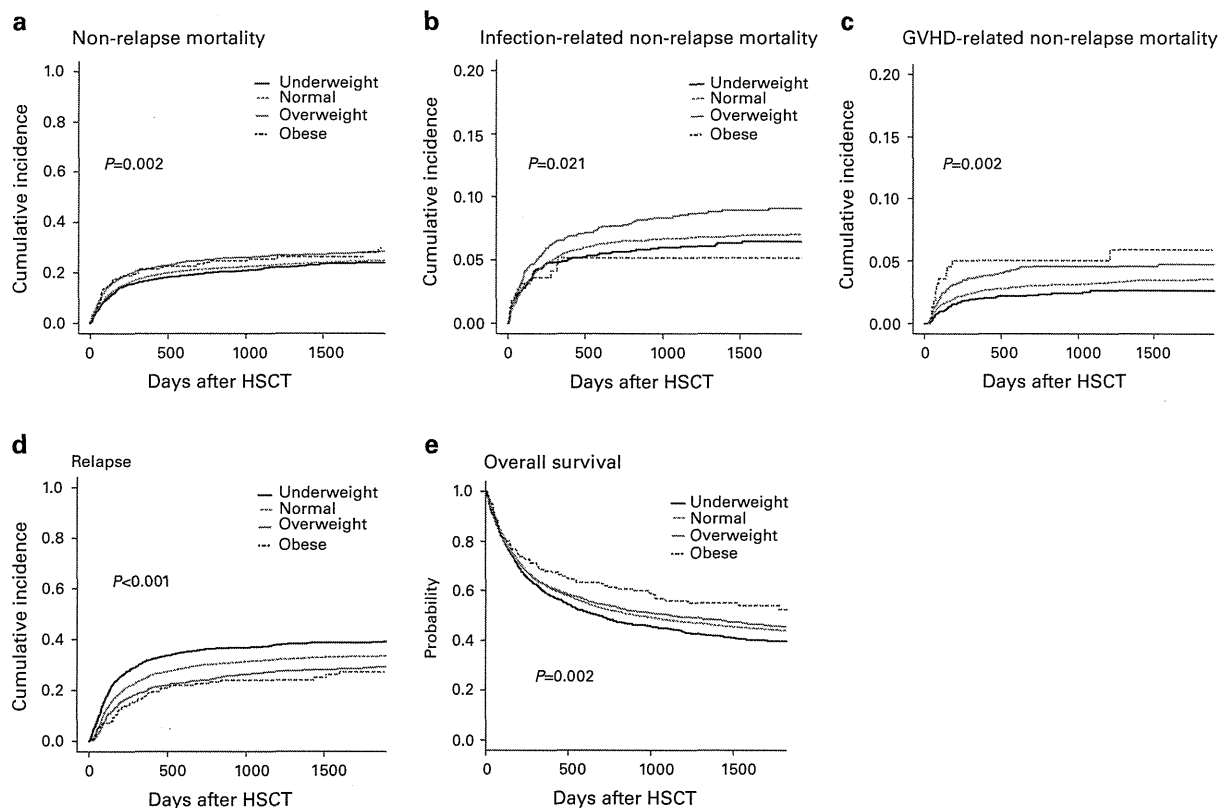 a
Non-relapse mortality
1.0
0.8
0.6
0.4
0.2
0.0
Cumulative incidence
Underweight
Normal
Overweight
Obese
P=0.002
0 500 1000 1500
Days after HSCT
b
Infection-related non-relapse mortality
0.20
0.15
0.10
0.05
0.00
Cumulative incidence
Underweight
Normal
Overweight
Obese
P=0.021
0 500 1000 1500
Days after HSCT
c
GVHD-related non-relapse mortality
0.20
0.15
0.10
0.05
0.00
Cumulative incidence
P=0.002
0 500 1000 1500
Days after HSCT
d
Relapse
1.0
0.8
0.6
0.4
0.2
0.0
Cumulative incidence
Underweight
Normal
Overweight
Obese
P<0.001
0 500 1000 1500
Days after HSCT
e
Overall survival
1.0
0.8
0.6
0.4
0.2
0.0
Probability
Underweight
Normal
Overweight
Obese
P=0.002
0 500 1000 1500
Days after HSCT